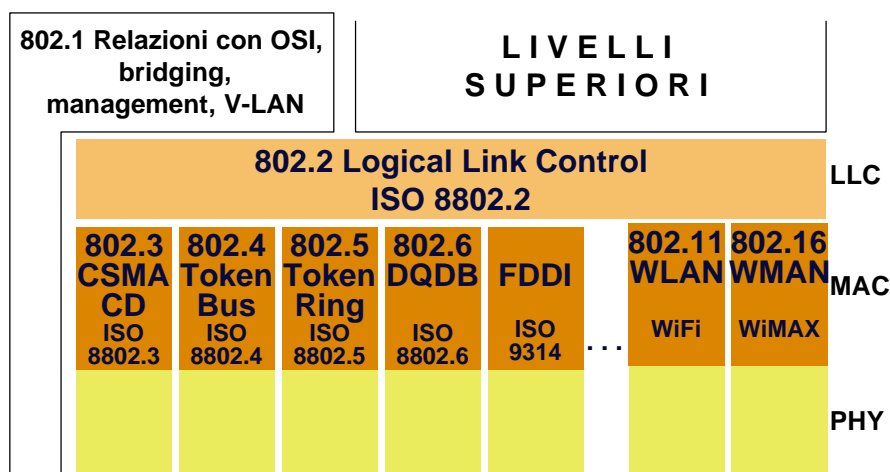 802.1 Relazioni con OSI,
bridging,
management, V-LAN
L I V E L L I
S U P E R I O R I
802.2 Logical Link Control
ISO 8802.2
LLC
802.3
CSMA
CD
ISO
8802.3
802.4
Token
Bus
ISO
8802.4
802.5
Token
Ring
ISO
8802.5
802.6
DQDB
ISO
8802.6
FDDI
ISO
9314
...
802.11
WLAN
WiFi
802.16
WMAN
WiMAX
MAC
PHY